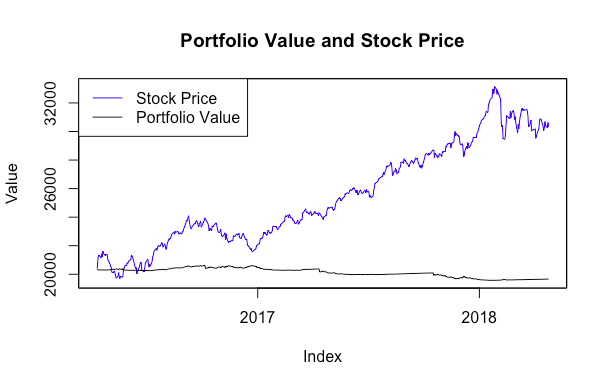 Portfolio Value and Stock Price
Stock Price
Portfolio Value
Value
32000
26000
20000
2017
2018
Index